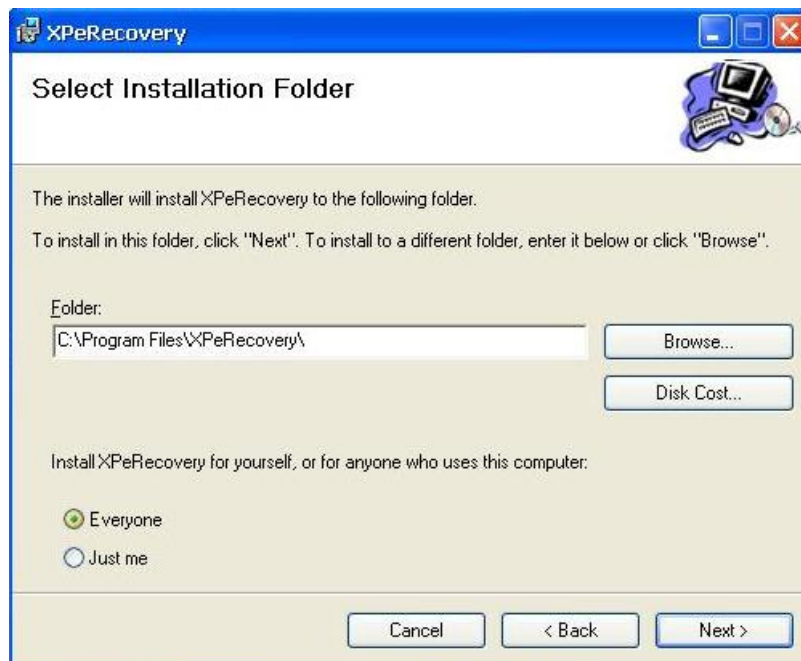 XPeRecovery
Select Installation Folder
The installer will install XPeRecovery to the following folder.
To install in this folder, click "Next". To install to a different folder, enter it below or click "Browse".
Folder:
C:\Program Files\XPeRecovery\
Browse...
Disk Cost...
Install XPeRecovery for yourself, or for anyone who uses this computer:
Everyone
Just me
Cancel
< Back
Next >